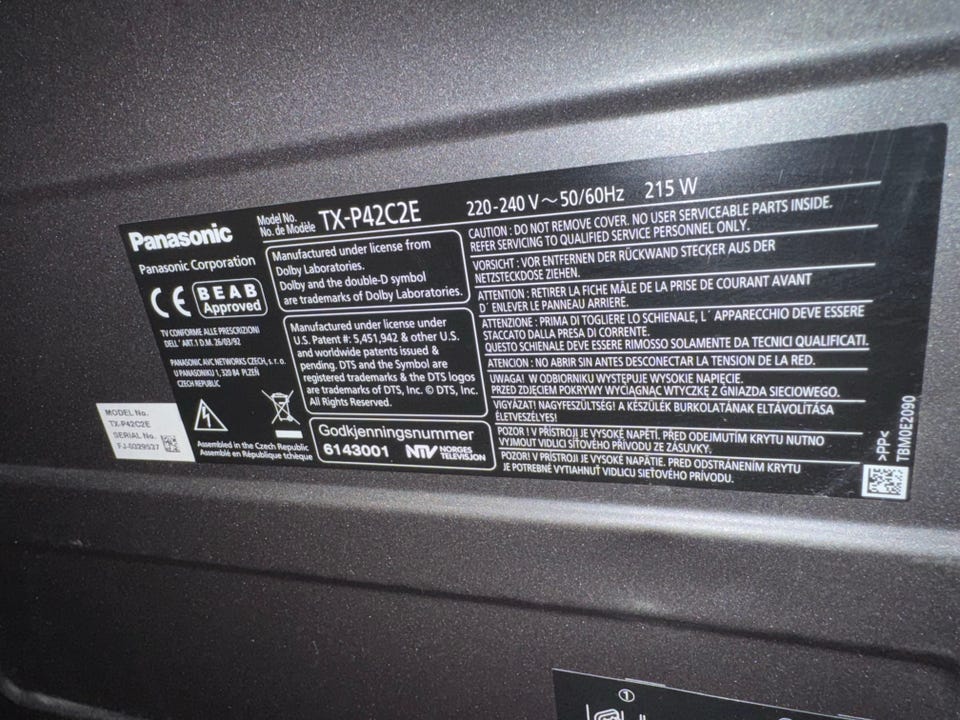 Panasonic
Panasonic Corporation
CE
BEAB
Approved
TV CONFORME ALLE PRESCRIZIONI
DELL' ART.1 D.M. 26/03/92
PANASONIC AVC NETWORKS CZECH, s. r. o.
U PANASONIKU 1, 320 84 PLZEŇ
CZECH REPUBLIC
MODEL No.
TX-P42C2E
SERIAL No.
FJ-0329537
Assembled in the Czech Republic
Assemblé en République tchèque
Model No.
No. de Modèle
TX-P42C2E
220-240 V ~ 50/60Hz 215 W
Manufactured under license from
Dolby Laboratories.
Dolby and the double-D symbol
are trademarks of Dolby Laboratories.
Manufactured under license under
U.S. Patent #: 5,451,942 & other U.S.
and worldwide patents issued &
pending. DTS and the Symbol are
registered trademarks & the DTS logos
are trademarks of DTS, Inc. © DTS, Inc.
All Rights Reserved.
Godkjenningsnummer
6143001 NTV NORGES
TELEVISJON
CAUTION : DO NOT REMOVE COVER. NO USER SERVICEABLE PARTS INSIDE.
REFER SERVICING TO QUALIFIED SERVICE PERSONNEL ONLY.
VORSICHT : VOR ENTFERNEN DER RÜCKWAND STECKER AUS DER
NETZSTECKDOSE ZIEHEN.
ATTENTION : RETIRER LA FICHE MÂLE DE LA PRISE DE COURANT AVANT
D´ ENLEVER LE PANNEAU ARRIERE.
ATTENZIONE : PRIMA DI TOGLIERE LO SCHIENALE, L´ APPARECCHIO DEVE ESSERE
STACCATO DALLA PRESA DI CORRENTE.
QUESTO SCHIENALE DEVE ESSERE RIMOSSO SOLAMENTE DA TECNICI QUALIFICATI.
ATENCION : NO ABRIR SIN ANTES DESCONECTAR LA TENSION DE LA RED.
UWAGA! W ODBIORNIKU WYSTĘPUJE WYSOKIE NAPIĘCIE.
PRZED ZDJĘCIEM POKRYWY WYCIĄGNĄĆ WTYCZKĘ Z GNIAZDA SIECIOWEGO.
VIGYÁZAT! NAGYFESZÜLTSÉG! A KÉSZÜLÉK BURKOLATÁNAK ELTÁVOLÍTÁSA
ÉLETVESZÉLYES!
POZOR ! V PŘÍSTROJI JE VYSOKÉ NAPĚTÍ. PŘED ODEJMUTÍM KRYTU NUTNO
VYJMOUT VIDLICI SÍŤOVÉHO PŘÍVODU ZE ZÁSUVKY.
POZOR! V PRÍSTROJI JE VYSOKÉ NAPÄTIE. PRED ODSTRÁNENÍM KRYTU
JE POTREBNÉ VYTIAHNUŤ VIDLICU SIEŤOVÉHO PRÍVODU.
>PP<
TBM0E2090
①